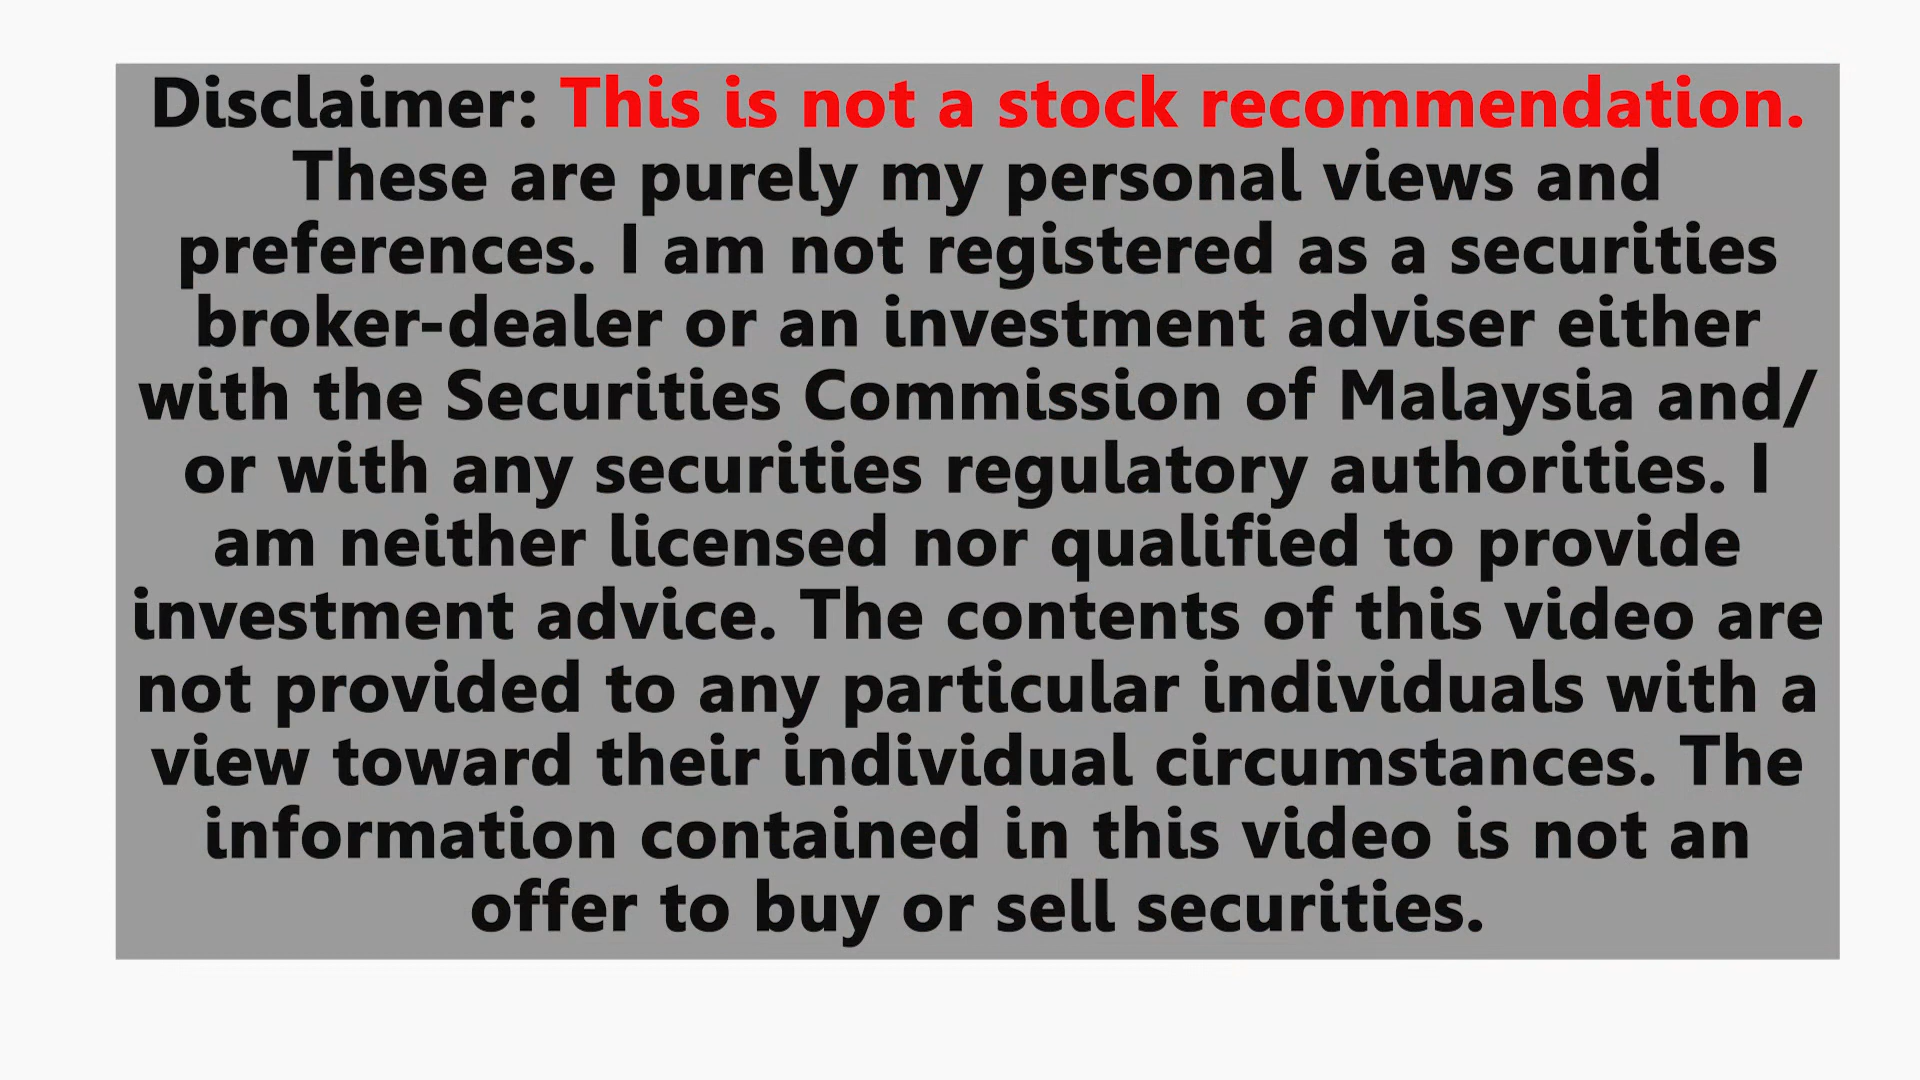 Disclaimer: This is not a stock recommendation.
These are purely my personal views and
preferences. I am not registered as a securities
broker-dealer or an investment adviser either
with the Securities Commission of Malaysia and/
or with any securities regulatory authorities. I
am neither licensed nor qualified to provide
investment advice. The contents of this video are
not provided to any particular individuals with a
view toward their individual circumstances. The
information contained in this video is not an
offer to buy or sell securities.